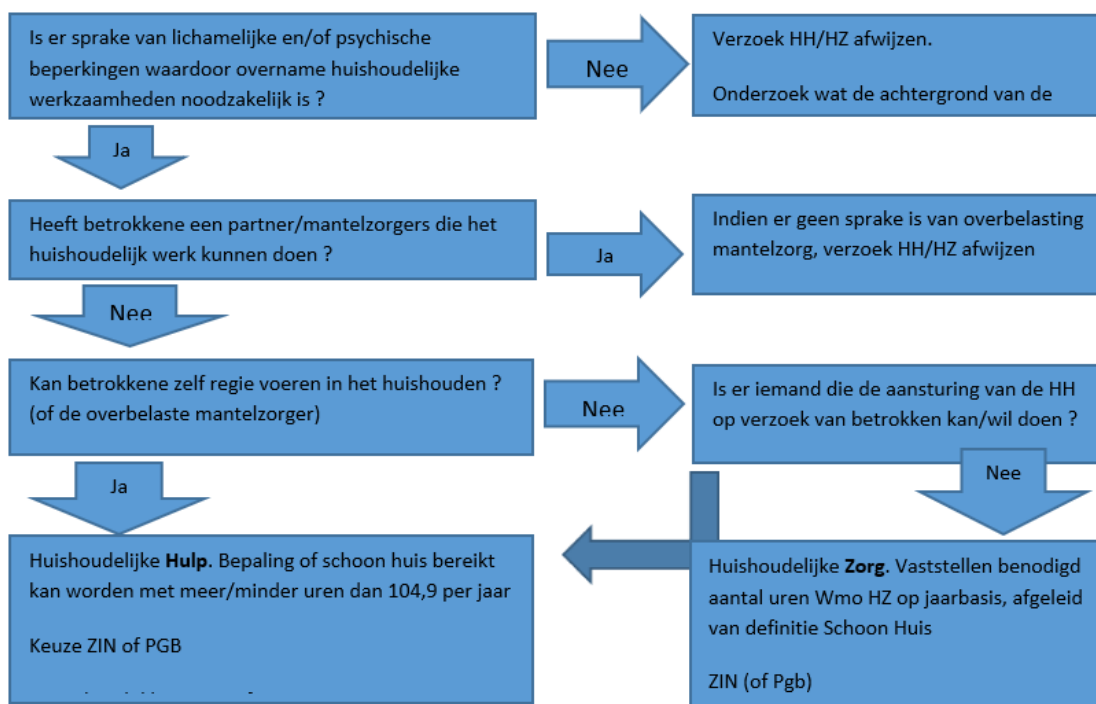 Is er sprake van lichamelijke en/of psychische
beperkingen waardoor overname huishoudelijke
werkzaamheden noodzakelijk is ?
Nee
Verzoek HH/HZ afwijzen.
Onderzoek wat de achtergrond van de
Ja
Heeft betrokkene een partner/mantelzorgers die het
huishoudelijk werk kunnen doen ?
Ja
Indien er geen sprake is van overbelasting
mantelzorg, verzoek HH/HZ afwijzen
Nee
Kan betrokkene zelf regie voeren in het huishouden ?
(of de overbelaste mantelzorger)
Nee
Is er iemand die de aansturing van de HH
op verzoek van betrokken kan/wil doen ?
Ja
Nee
Huishoudelijke Hulp. Bepaling of schoon huis bereikt
kan worden met meer/minder uren dan 104,9 per jaar
Keuze ZIN of PGB
Huishoudelijke Zorg. Vaststellen benodigd
aantal uren Wmo HZ op jaarbasis, afgeleid
van definitie Schoon Huis
ZIN (of Pgb)